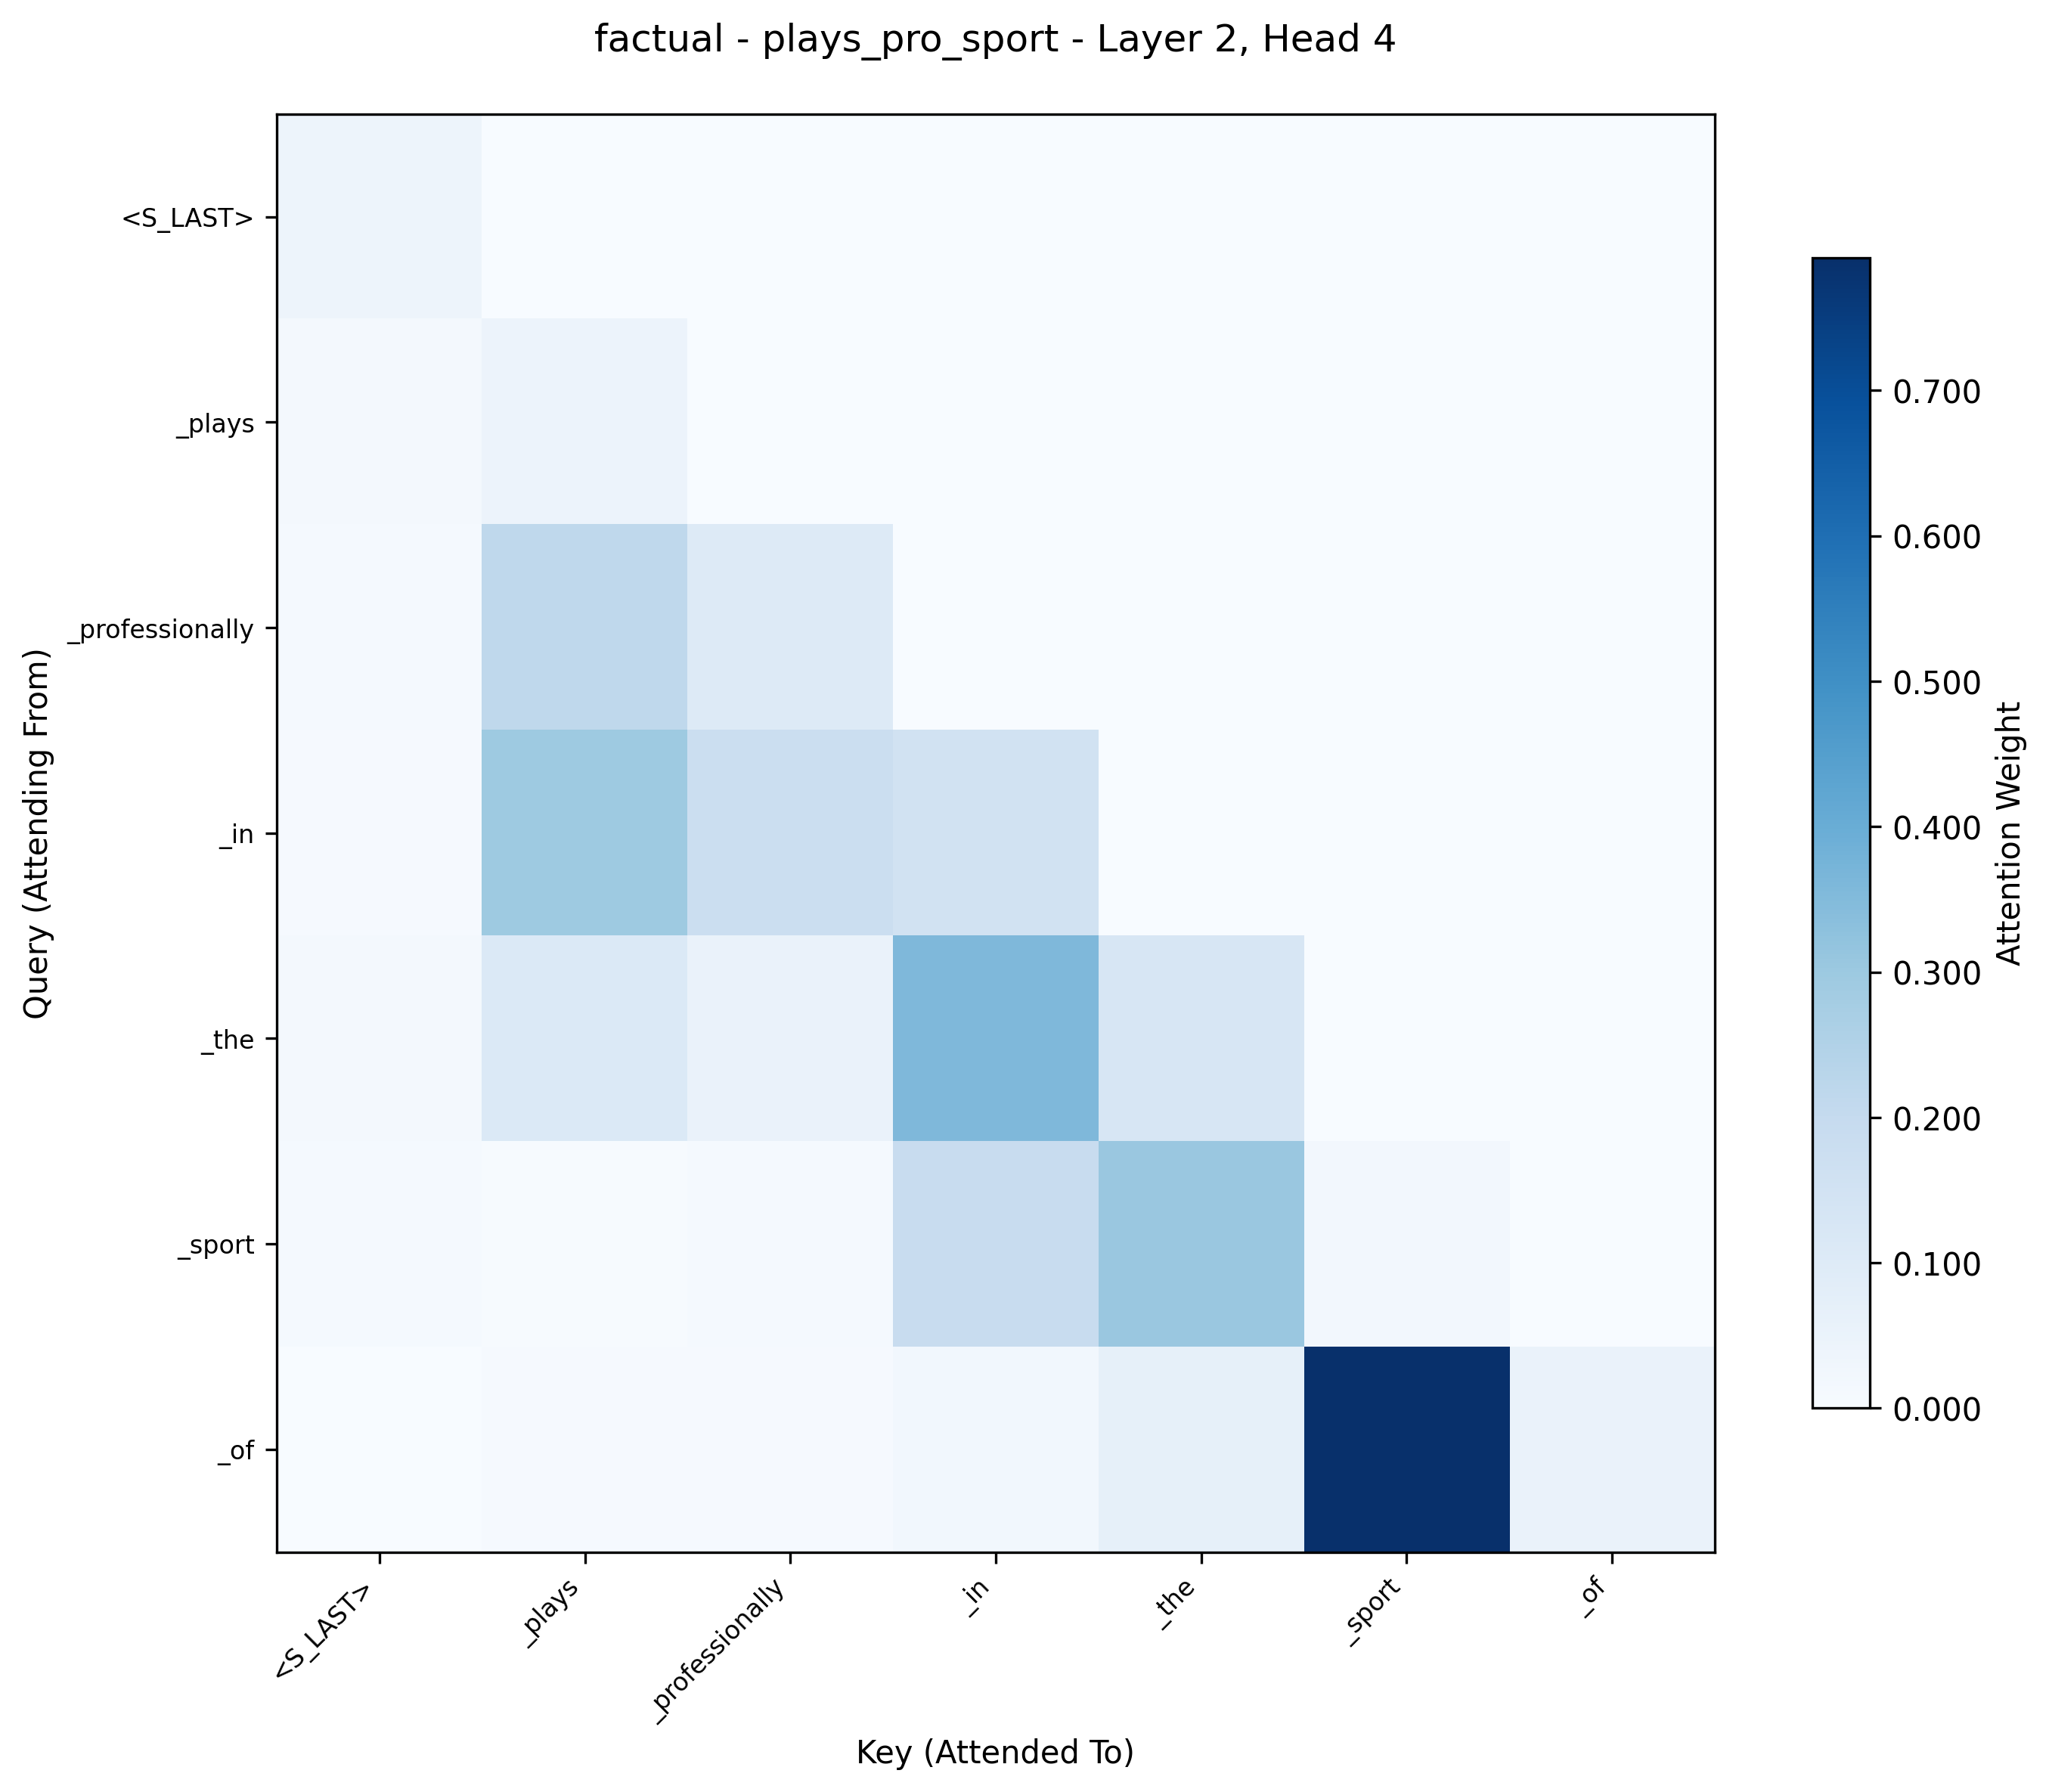 factual - plays_pro_sport - Layer 2, Head 4
<S_LAST>
_plays
_professionally
_in
_the
_sport
_of
Query (Attending From)
<S_LAST>
_plays
_professionally
_in
_the
_sport
_of
Key (Attended To)
0.700
0.600
0.500
0.400
0.300
0.200
0.100
0.000
Attention Weight